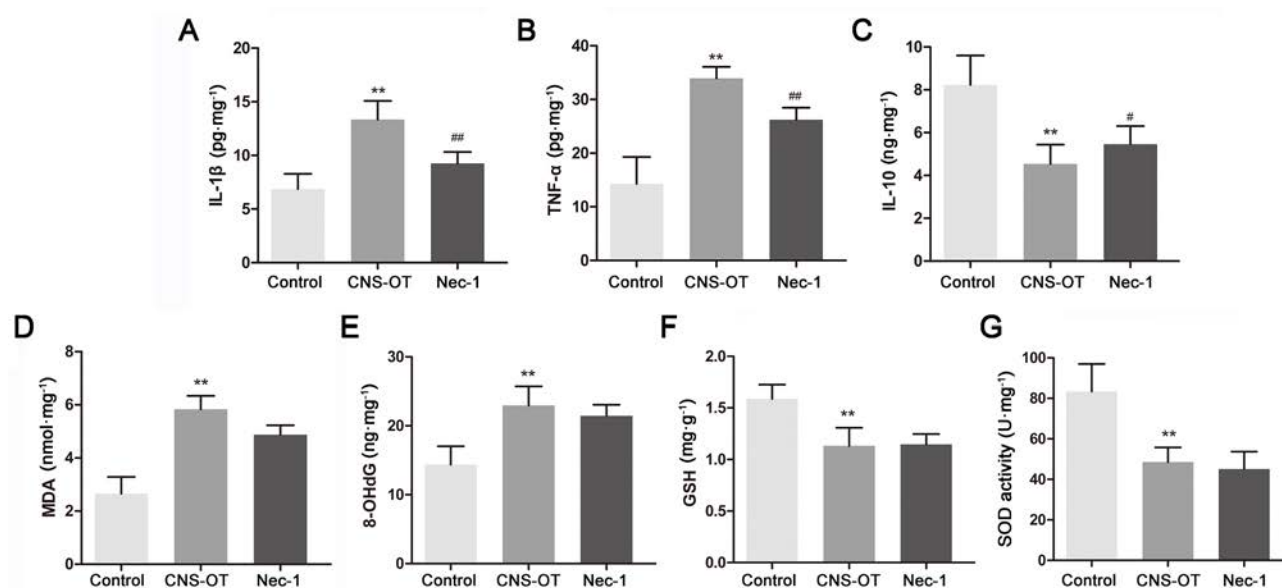 A
IL-1β (pg·mg⁻¹)
20
15
10
5
0
**
##
Control CNS-OT Nec-1
B
TNF-α (pg·mg⁻¹)
40
30
20
10
0
**
##
Control CNS-OT Nec-1
C
IL-10 (ng·mg⁻¹)
10
8
6
4
2
0
**
#
Control CNS-OT Nec-1
D
MDA (nmol·mg⁻¹)
8
6
4
2
0
**
Control CNS-OT Nec-1
E
8-OHdG (ng·mg⁻¹)
30
20
10
0
**
Control CNS-OT Nec-1
F
GSH (mg·g⁻¹)
2.0
1.5
1.0
0.5
0.0
**
Control CNS-OT Nec-1
G
SOD activity (U·mg⁻¹)
100
80
60
40
20
0
**
Control CNS-OT Nec-1